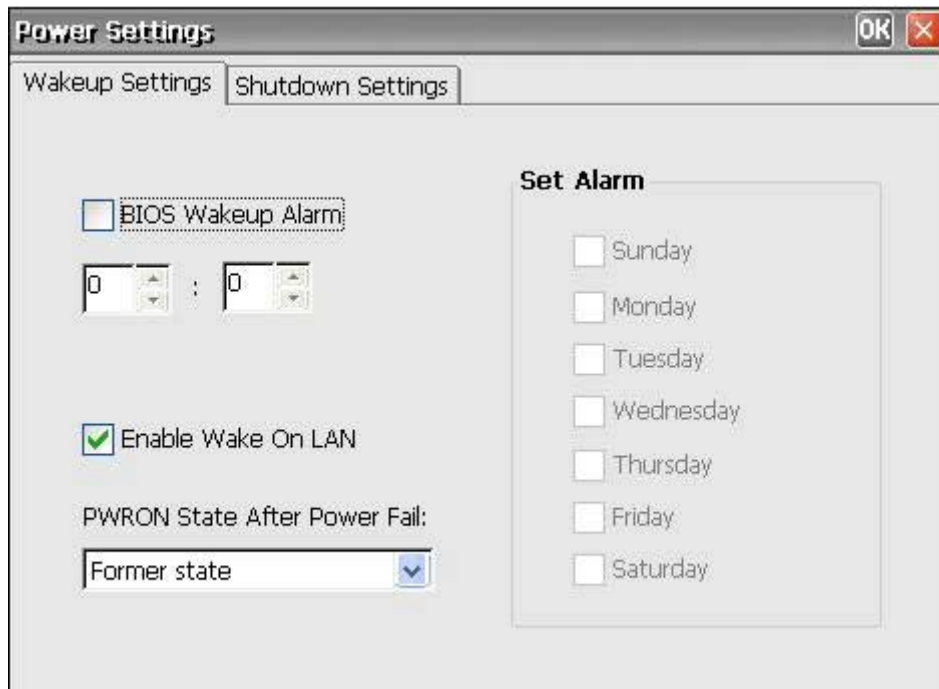 Power Settings OK
Wakeup Settings Shutdown Settings
BIOS Wakeup Alarm
0 : 0
Enable Wake On LAN
PWRON State After Power Fail:
Former state
Set Alarm
Sunday
Monday
Tuesday
Wednesday
Thursday
Friday
Saturday